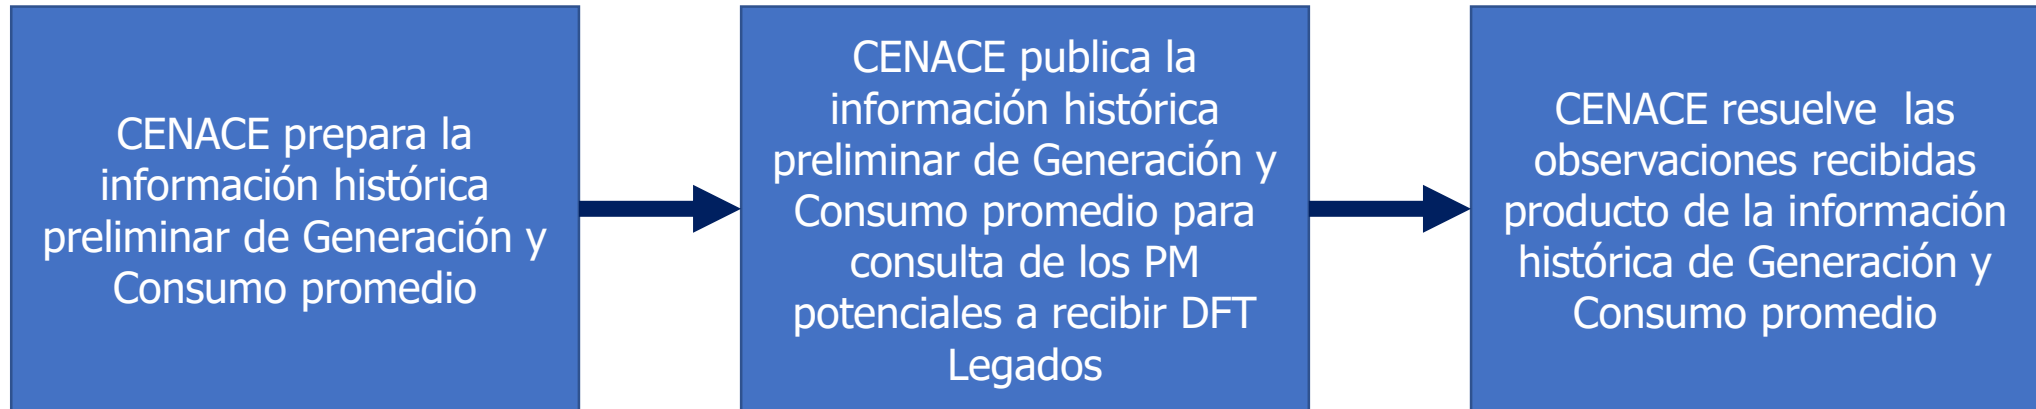 CENACE prepara la
información histórica
preliminar de Generación y
Consumo promedio
CENACE publica la
información histórica
preliminar de Generación y
Consumo promedio para
consulta de los PM
potenciales a recibir DFT
Legados
CENACE resuelve  las
observaciones recibidas
producto de la información
histórica de Generación y
Consumo promedio